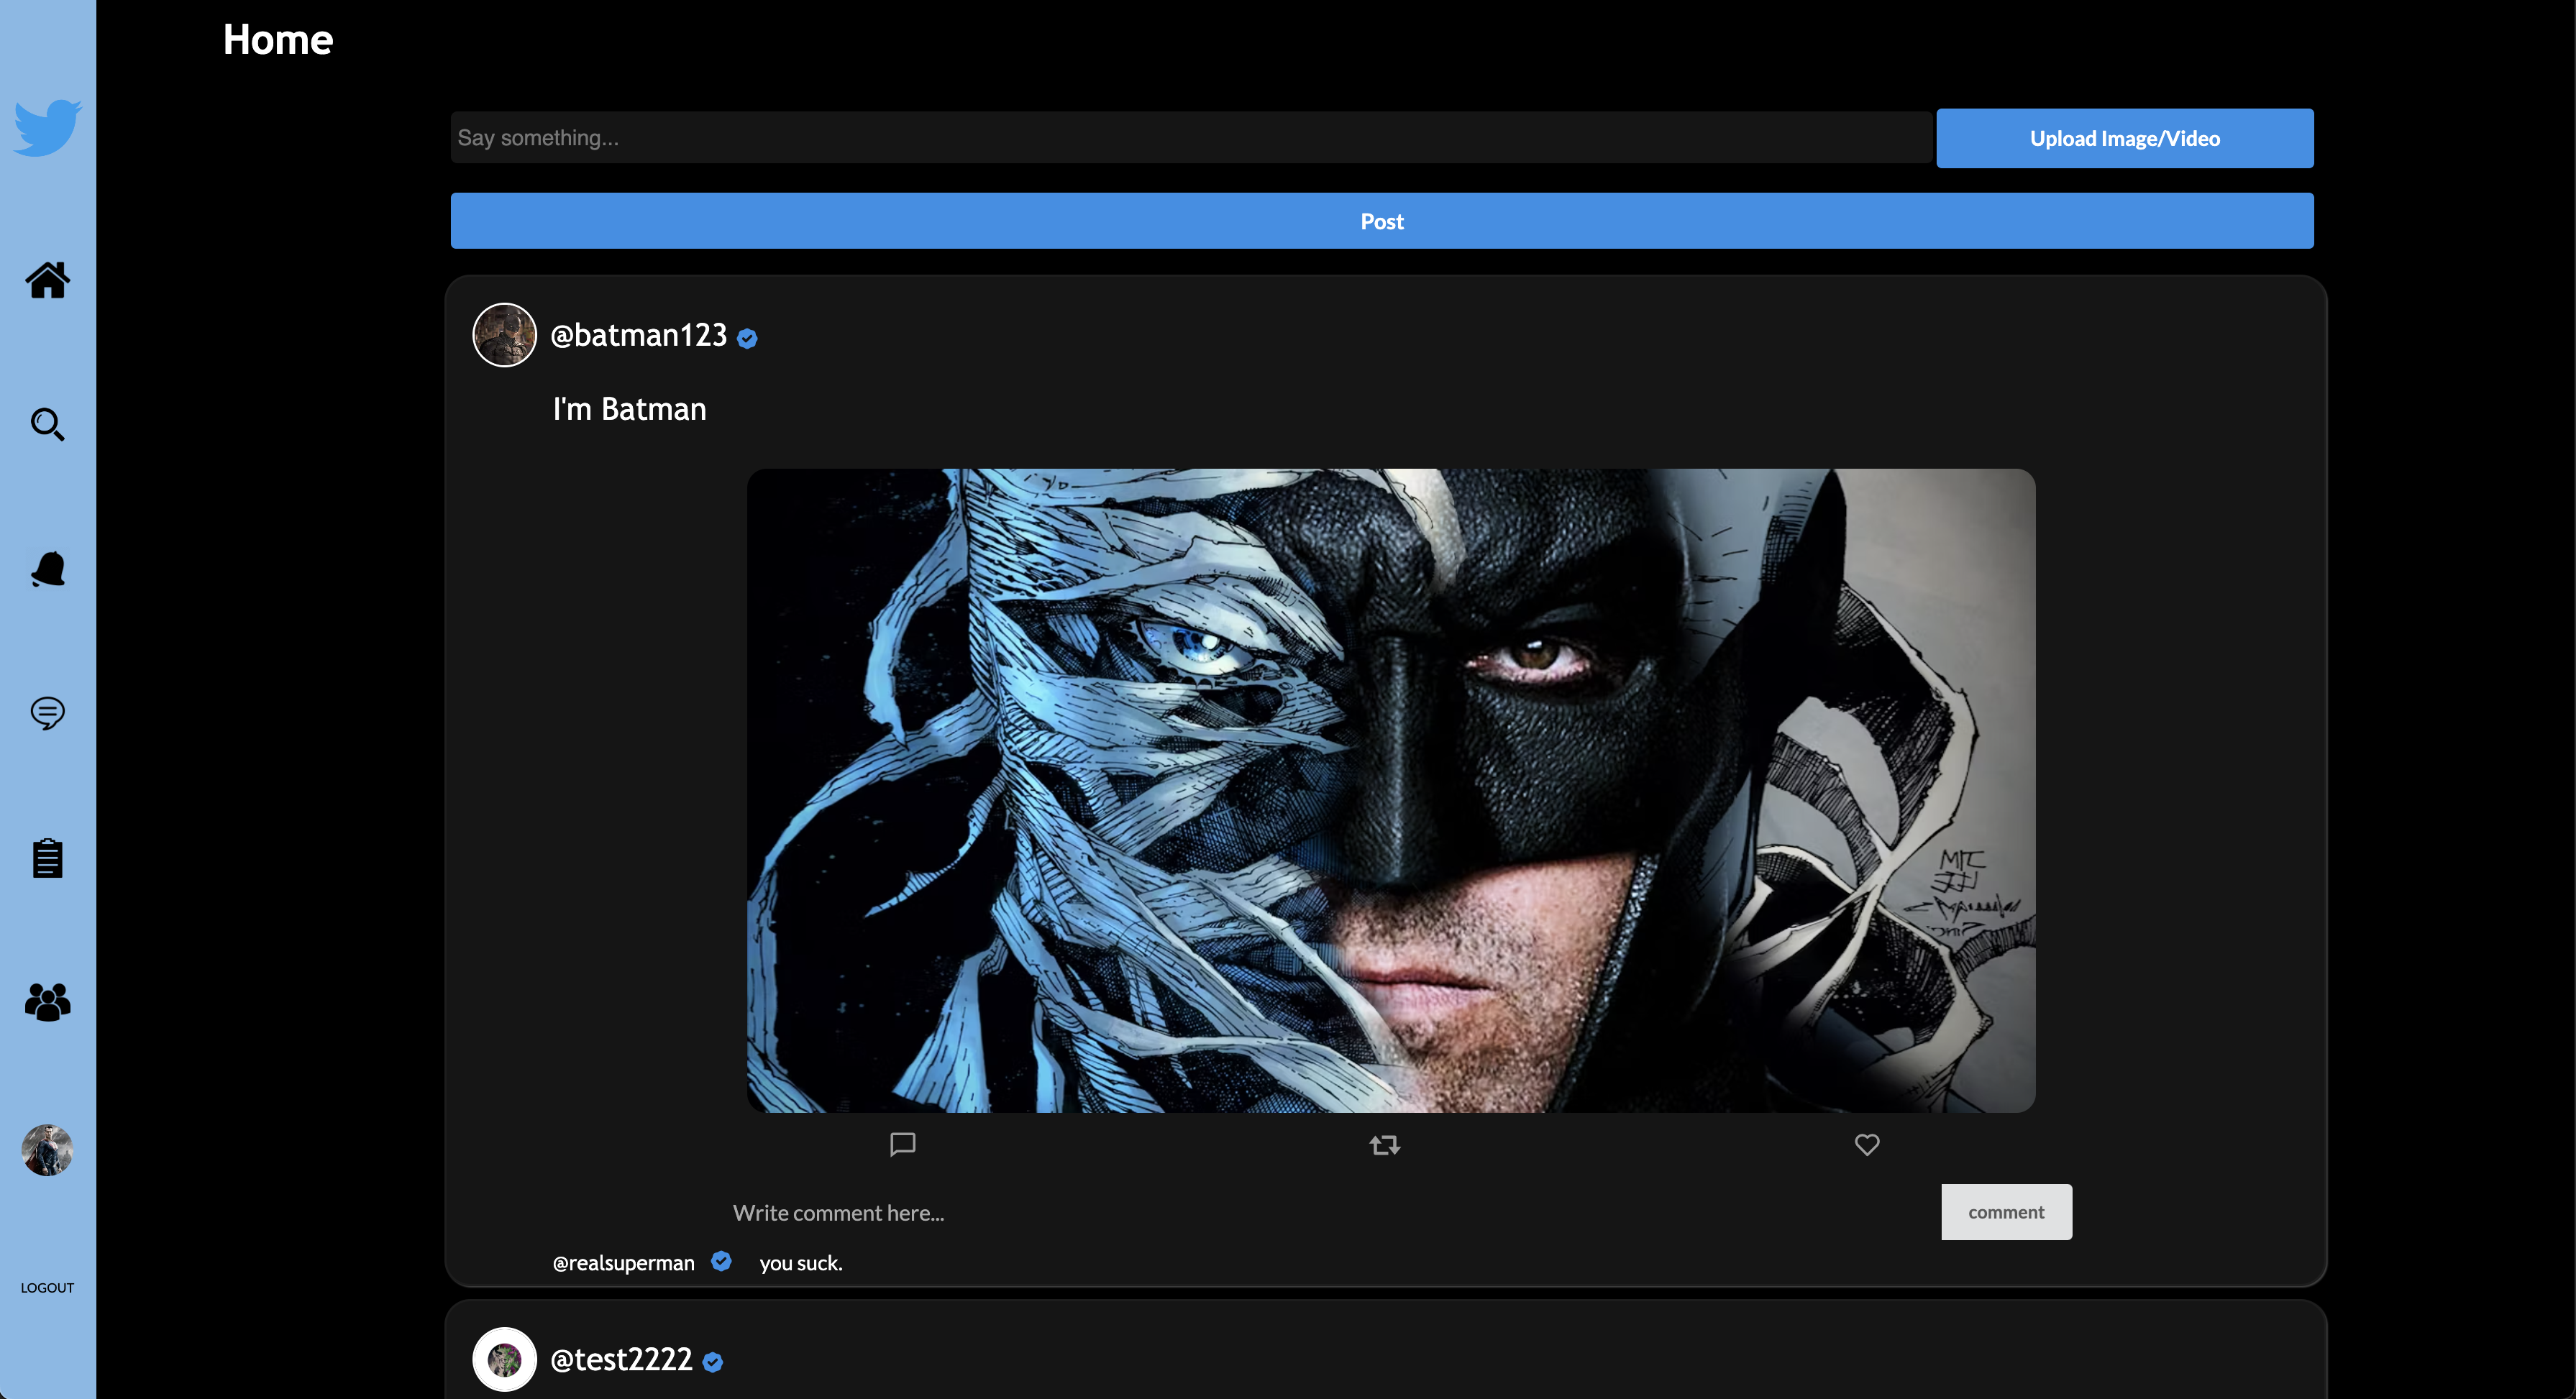 Home
Say something...
Upload Image/Video
Post
@batman123
I'm Batman
Write comment here...
comment
@realsuperman you suck.
LOGOUT
@test2222